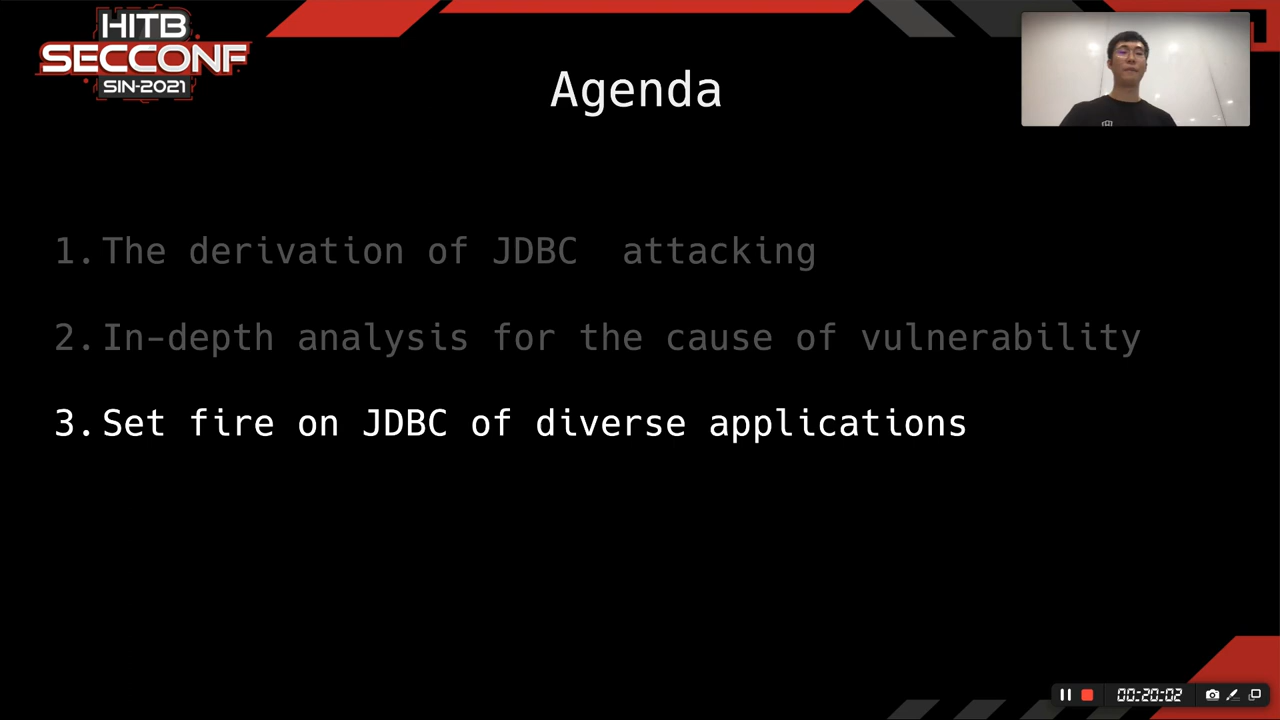 HITB
SECCONF
SIN-2021
Agenda
1. The derivation of JDBC  attacking
2. In-depth analysis for the cause of vulnerability
3. Set fire on JDBC of diverse applications
00:20:02